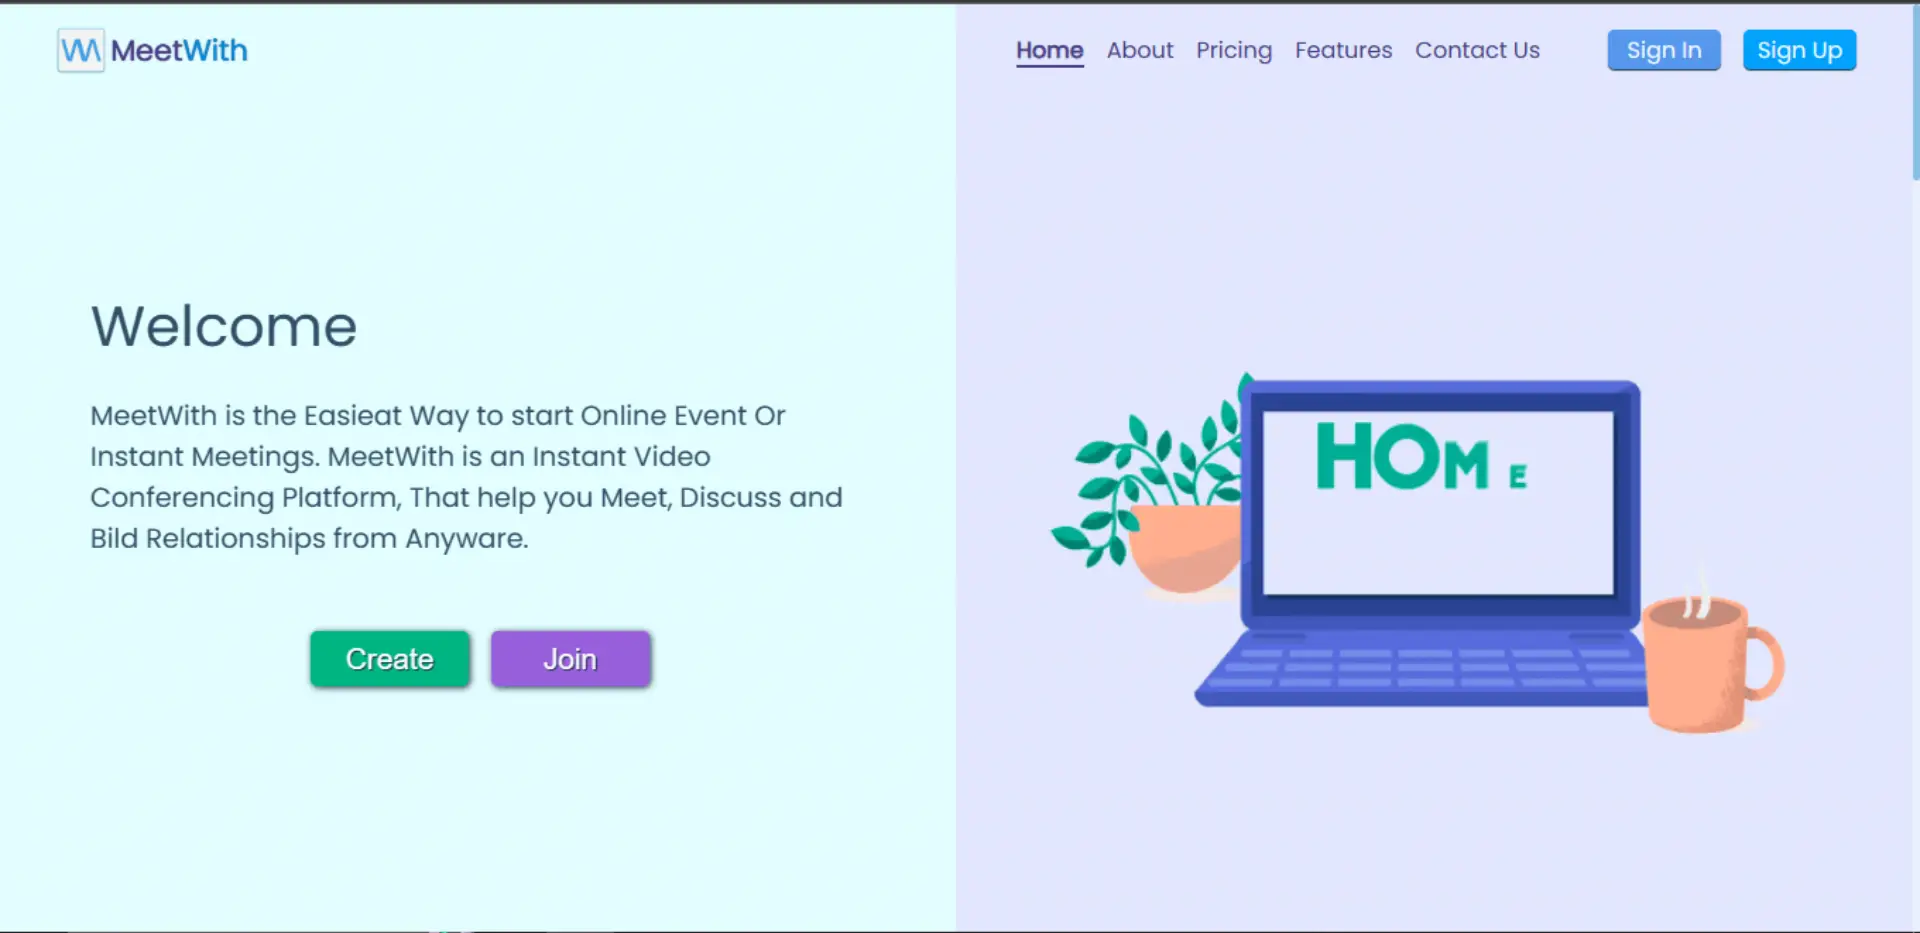 MeetWith
Home About Pricing Features Contact Us Sign In Sign Up
Welcome
MeetWith is the Easieat Way to start Online Event Or
Instant Meetings. MeetWith is an Instant Video
Conferencing Platform, That help you Meet, Discuss and
Bild Relationships from Anyware.
Create Join
HOME